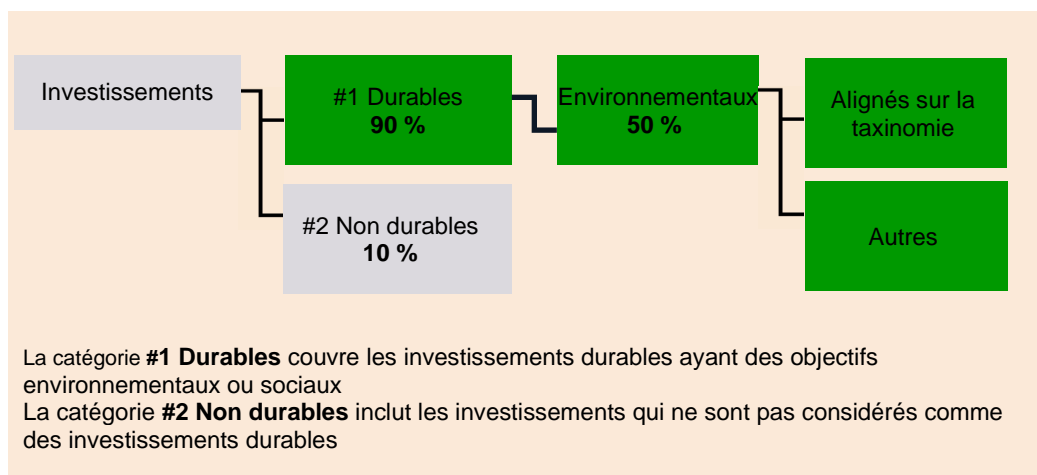 Investissements
#1 Durables
90 %
Environnementaux
50 %
Alignés sur la
taxinomie
#2 Non durables
10 %
Autres
La catégorie #1 Durables couvre les investissements durables ayant des objectifs
environnementaux ou sociaux
La catégorie #2 Non durables inclut les investissements qui ne sont pas considérés comme
des investissements durables